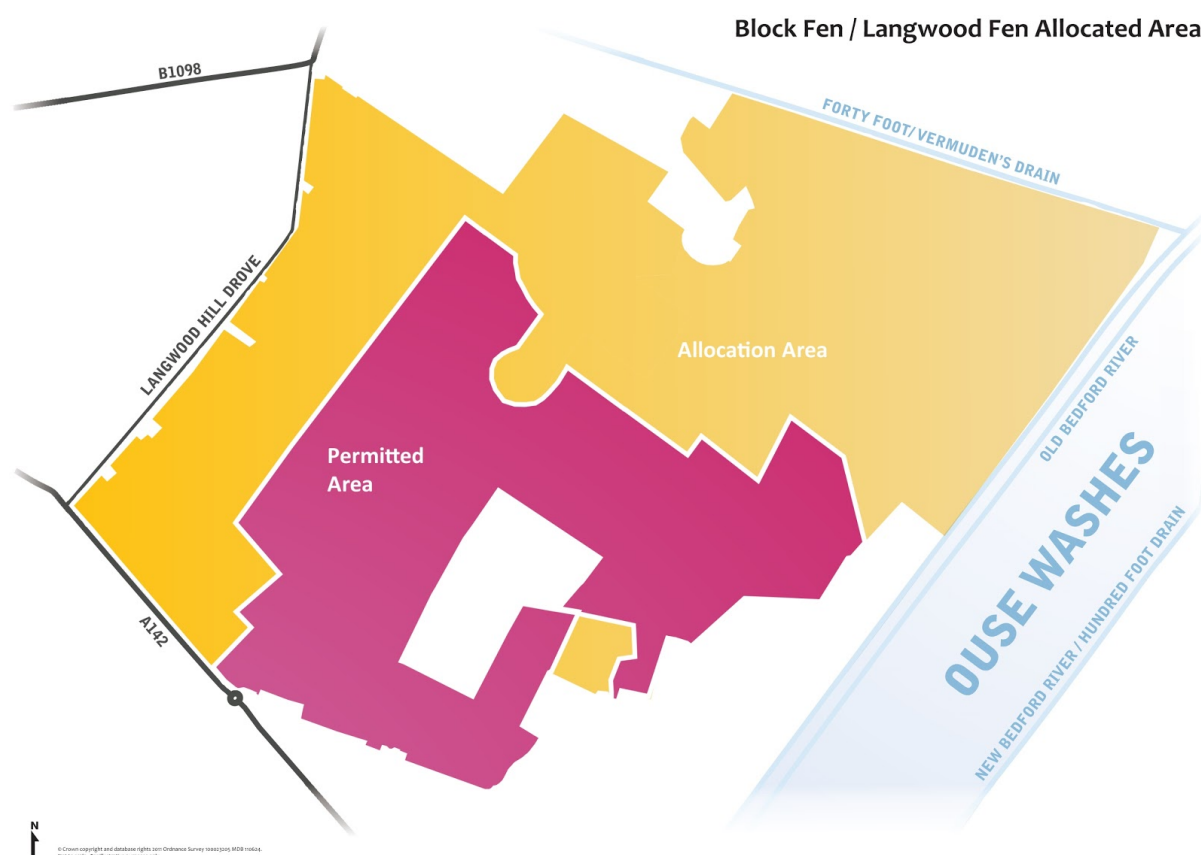 Block Fen / Langwood Fen Allocated Area
B1098
FORTY FOOT/ VERMUDEN'S DRAIN
LANGWOOD HILL DROVE
Allocation Area
OLD BEDFORD RIVER
Permitted
Area
OUSE WASHES
NEW BEDFORD RIVER / HUNDRED FOOT DRAIN
A142
N
© Crown copyright and database rights 2011 Ordnance Survey